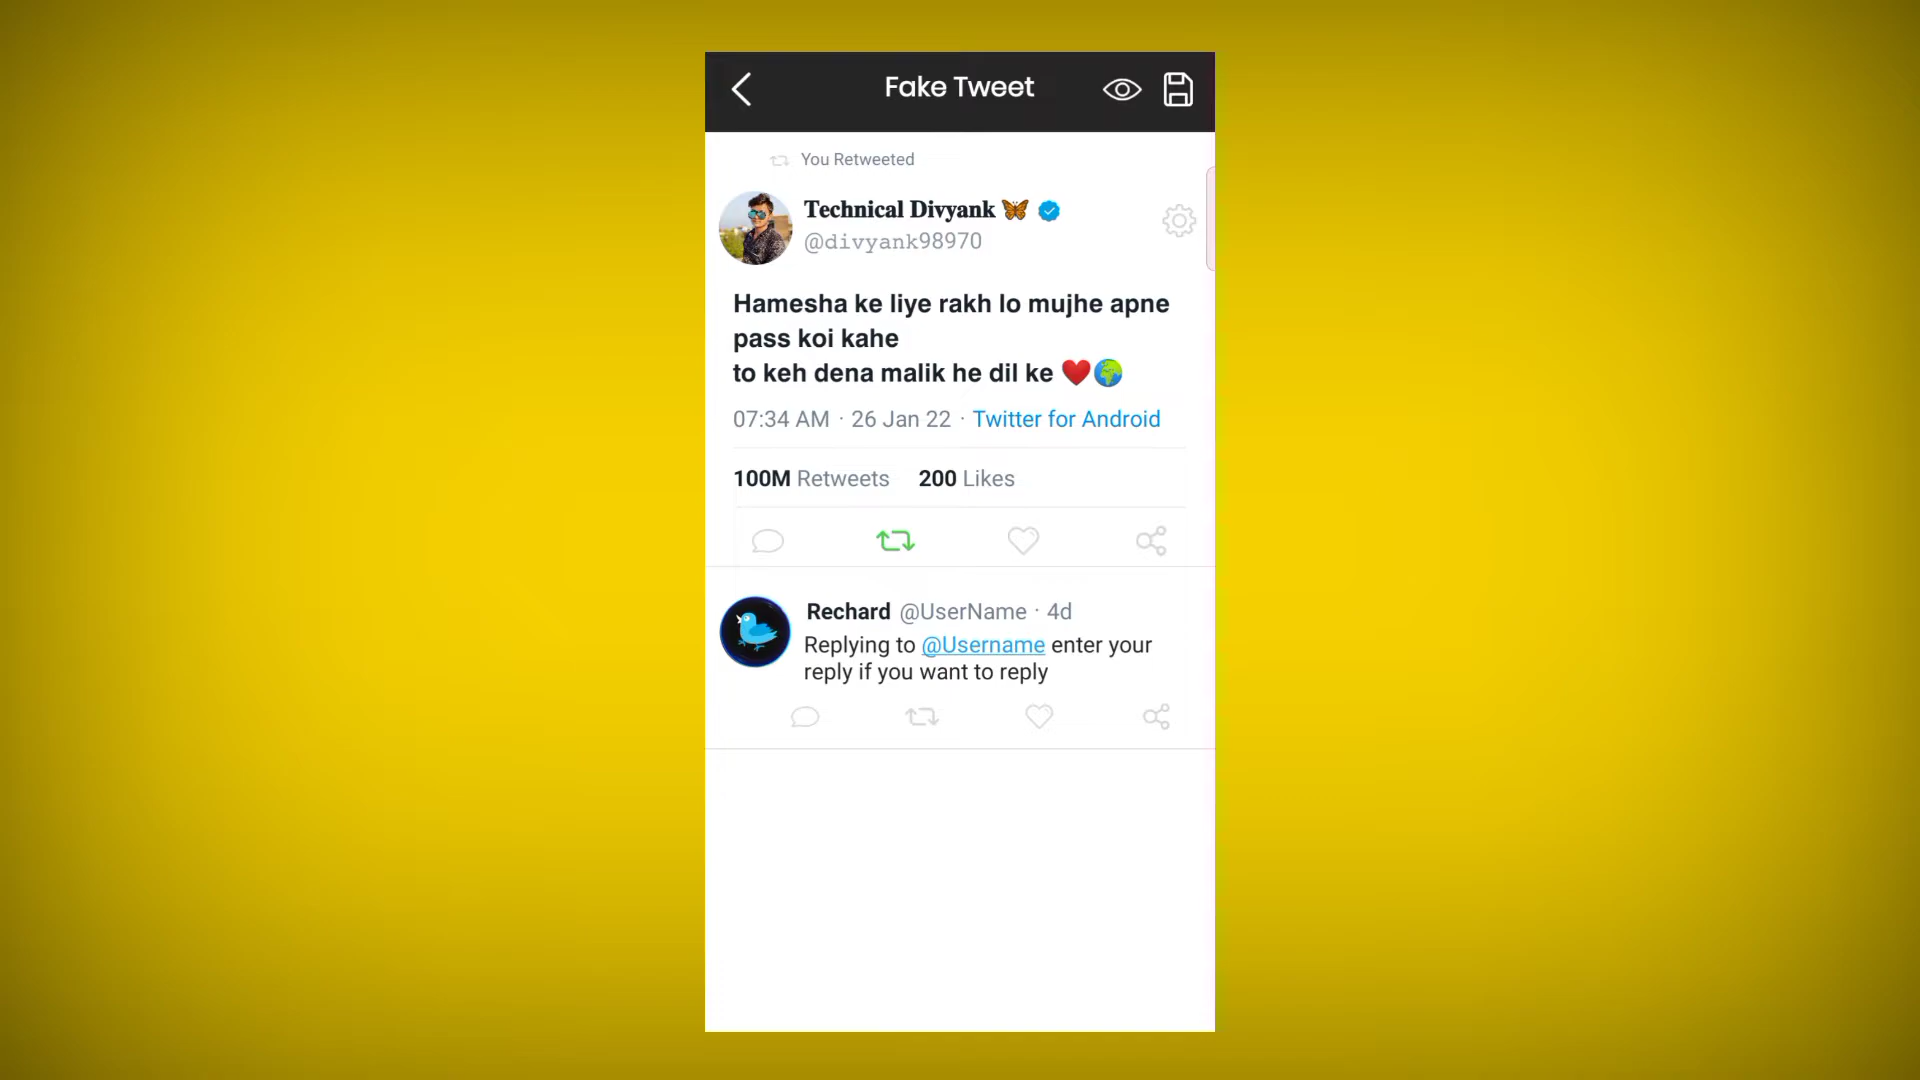 Fake Tweet
You Retweeted
Technical Divyank 🦋
@divyank98970
Hamesha ke liye rakh lo mujhe apne
pass koi kahe
to keh dena malik he dil ke ❤️🌍
07:34 AM · 26 Jan 22 · Twitter for Android
100M Retweets 200 Likes
Rechard @UserName · 4d
Replying to @Username enter your
reply if you want to reply